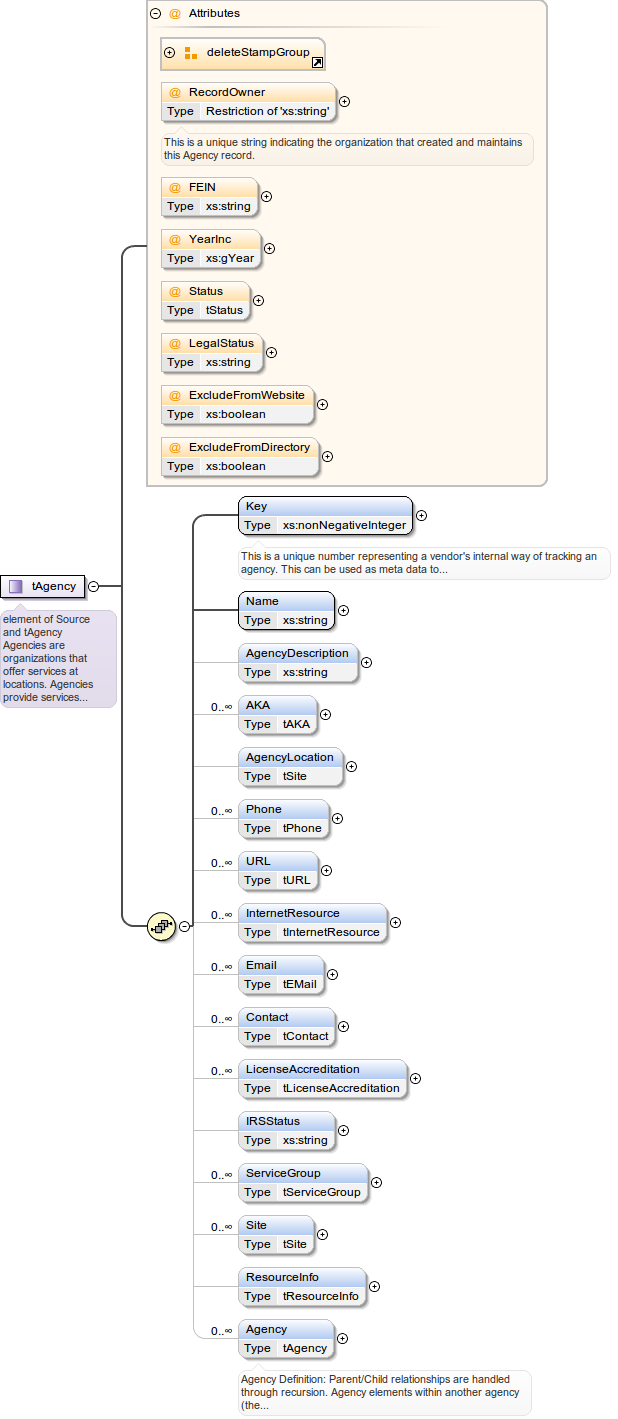 @ Attributes
deleteStampGroup
@ RecordOwner
Type Restriction of 'xs:string'
This is a unique string indicating the organization that created and maintains
this Agency record.
@ FEIN
Type xs:string
@ YearInc
Type xs:gYear
@ Status
Type tStatus
@ LegalStatus
Type xs:string
@ ExcludeFromWebsite
Type xs:boolean
@ ExcludeFromDirectory
Type xs:boolean
tAgency
element of Source
and tAgency
Agencies are
organizations that
offer services at
locations. Agencies
provide services...
Key
Type xs:nonNegativeInteger
This is a unique number representing a vendor's internal way of tracking an
agency. This can be used as meta data to...
Name
Type xs:string
AgencyDescription
Type xs:string
0..∞ AKA
Type tAKA
AgencyLocation
Type tSite
0..∞ Phone
Type tPhone
0..∞ URL
Type tURL
0..∞ InternetResource
Type tInternetResource
0..∞ Email
Type tEMail
0..∞ Contact
Type tContact
0..∞ LicenseAccreditation
Type tLicenseAccreditation
IRSStatus
Type xs:string
0..∞ ServiceGroup
Type tServiceGroup
0..∞ Site
Type tSite
ResourceInfo
Type tResourceInfo
0..∞ Agency
Type tAgency
Agency Definition: Parent/Child relationships are handled
through recursion. Agency elements within another agency
(the...